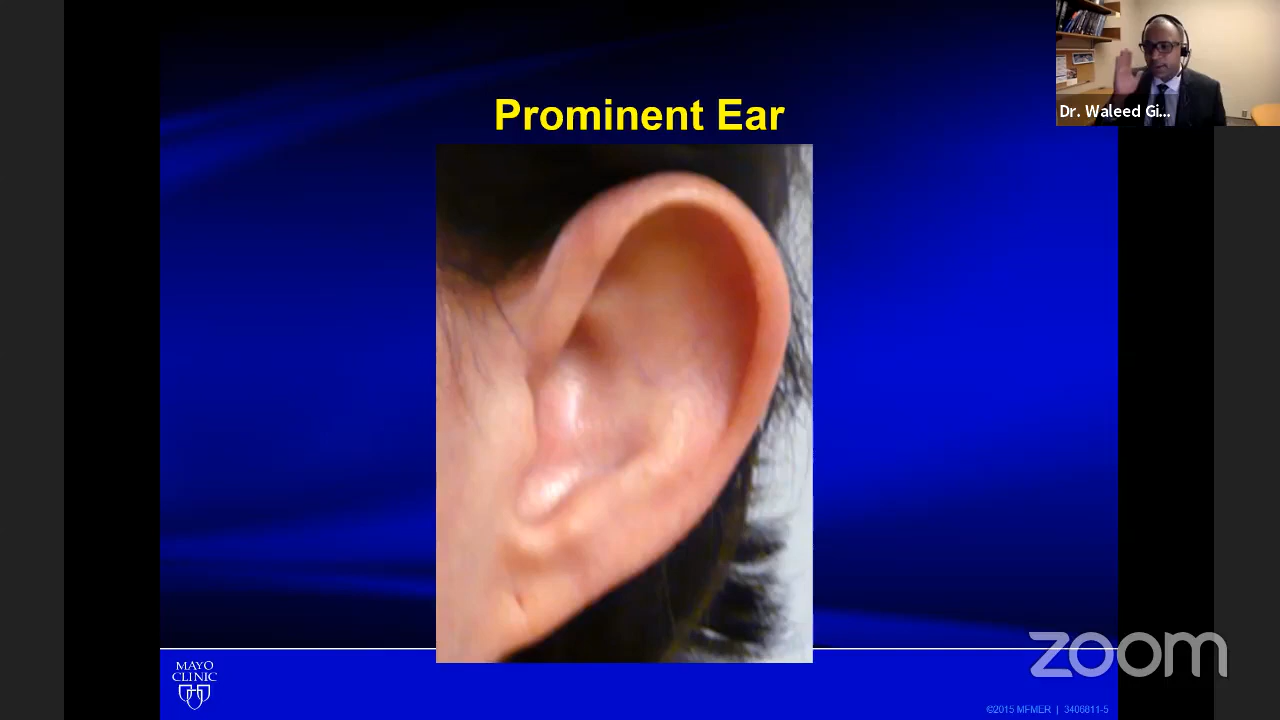 Prominent Ear
Dr. Waleed Gi...
MAYO
CLINIC
zoom
©2015 MFMER | 3406811-5